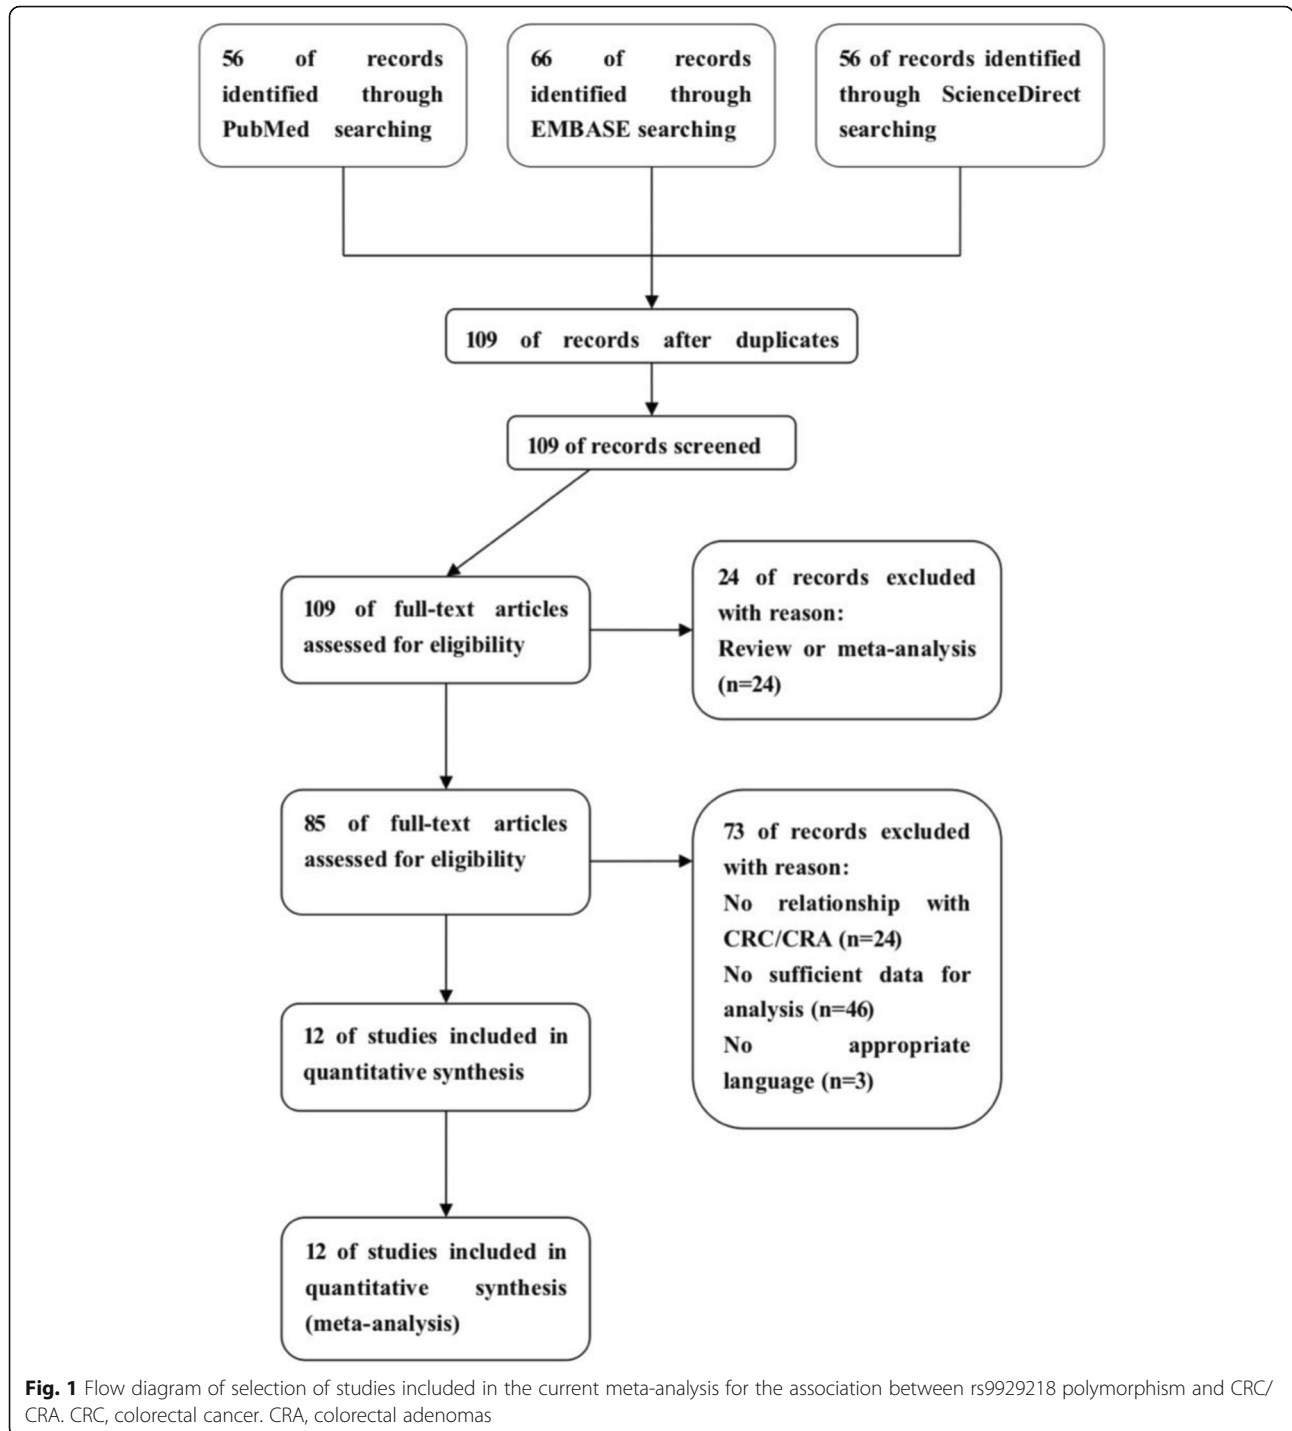 56 of records
identified through
PubMed searching
66 of records
identified through
EMBASE searching
56 of records identified
through ScienceDirect
searching
109 of records after duplicates
109 of records screened
109 of full-text articles
assessed for eligibility
24 of records excluded
with reason:
Review or meta-analysis
(n=24)
85 of full-text articles
assessed for eligibility
73 of records excluded
with reason:
No relationship with
CRC/CRA (n=24)
No sufficient data for
analysis (n=46)
No appropriate
language (n=3)
12 of studies included in
quantitative synthesis
12 of studies included in
quantitative synthesis
(meta-analysis)
Fig. 1 Flow diagram of selection of studies included in the current meta-analysis for the association between rs9929218 polymorphism and CRC/
CRA. CRC, colorectal cancer. CRA, colorectal adenomas